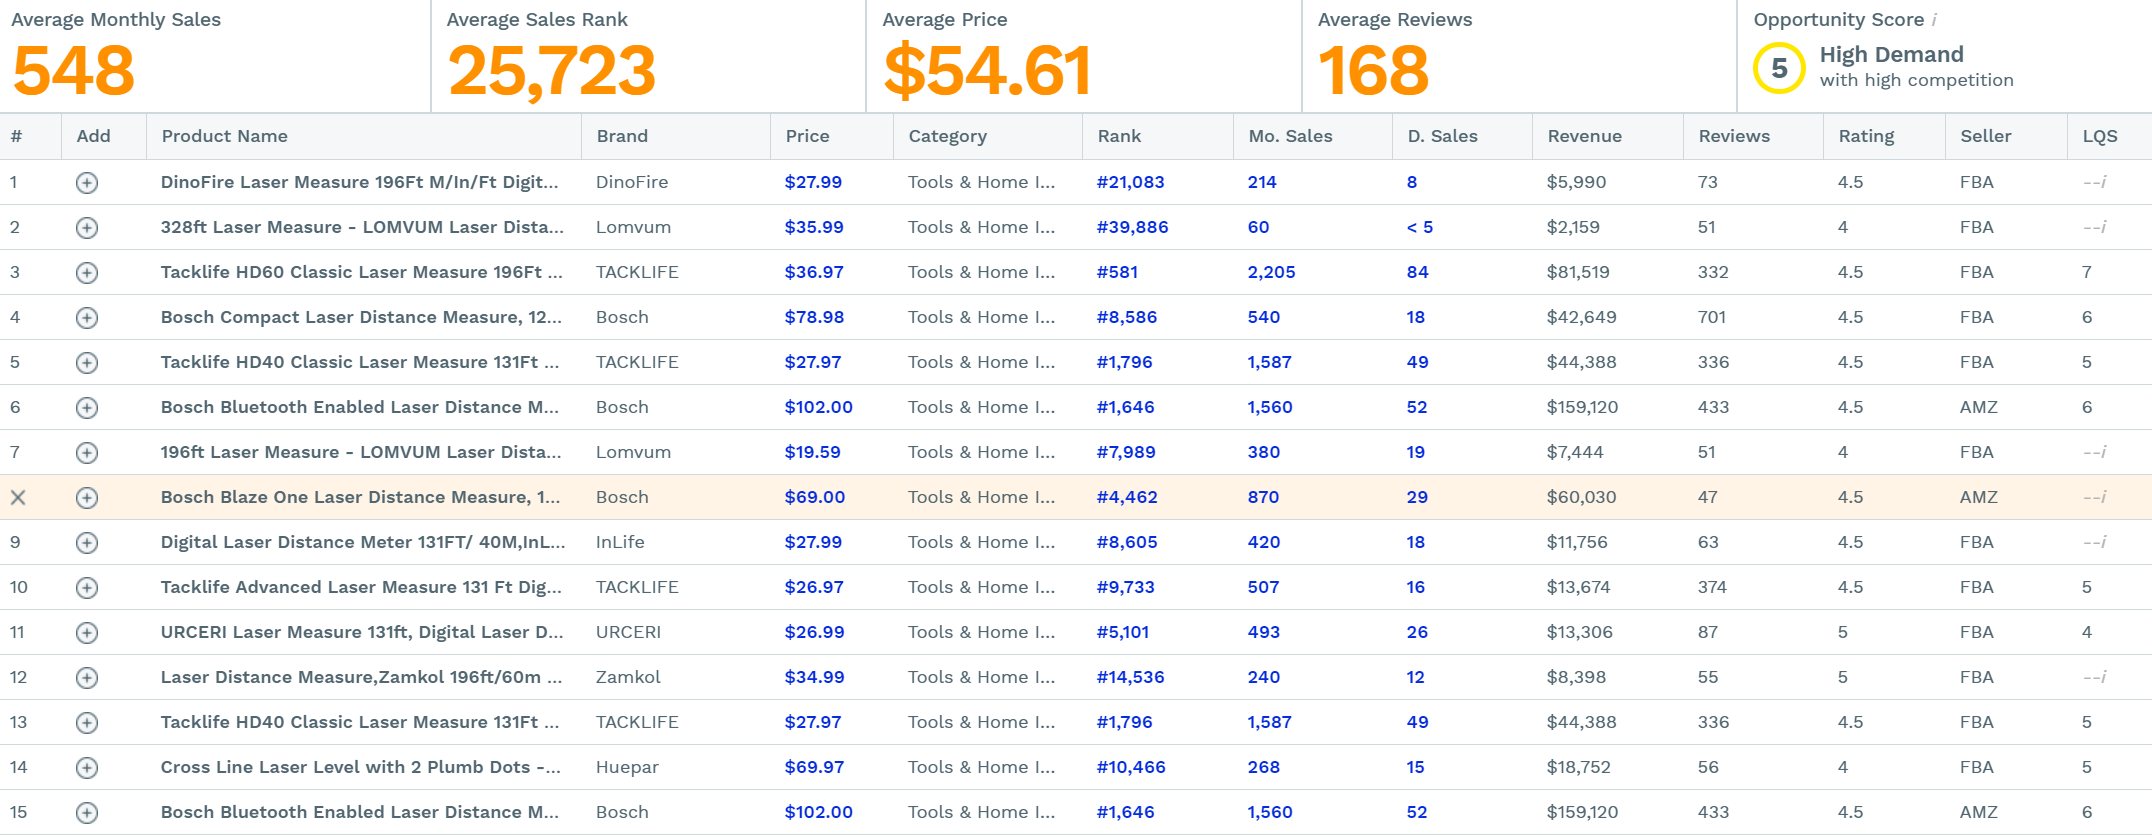 Average Monthly Sales Average Sales Rank Average Price Average Reviews Opportunity Score i
548 25,723 $54.61 168 5 High Demand
with high competition
# Add Product Name Brand Price Category Rank Mo. Sales D. Sales Revenue Reviews Rating Seller LQS
1 DinoFire Laser Measure 196Ft M/In/Ft Digit... DinoFire $27.99 Tools & Home I... #21,083 214 8 $5,990 73 4.5 FBA --i
2 328ft Laser Measure - LOMVUM Laser Dista... Lomvum $35.99 Tools & Home I... #39,886 60 < 5 $2,159 51 4 FBA --i
3 Tacklife HD60 Classic Laser Measure 196Ft ... TACKLIFE $36.97 Tools & Home I... #581 2,205 84 $81,519 332 4.5 FBA 7
4 Bosch Compact Laser Distance Measure, 12... Bosch $78.98 Tools & Home I... #8,586 540 18 $42,649 701 4.5 FBA 6
5 Tacklife HD40 Classic Laser Measure 131Ft ... TACKLIFE $27.97 Tools & Home I... #1,796 1,587 49 $44,388 336 4.5 FBA 5
6 Bosch Bluetooth Enabled Laser Distance M... Bosch $102.00 Tools & Home I... #1,646 1,560 52 $159,120 433 4.5 AMZ 6
7 196ft Laser Measure - LOMVUM Laser Dista... Lomvum $19.59 Tools & Home I... #7,989 380 19 $7,444 51 4 FBA --i
Bosch Blaze One Laser Distance Measure, 1... Bosch $69.00 Tools & Home I... #4,462 870 29 $60,030 47 4.5 AMZ --i
9 Digital Laser Distance Meter 131FT/ 40M,InL... InLife $27.99 Tools & Home I... #8,605 420 18 $11,756 63 4.5 FBA --i
10 Tacklife Advanced Laser Measure 131 Ft Dig... TACKLIFE $26.97 Tools & Home I... #9,733 507 16 $13,674 374 4.5 FBA 5
11 URCERI Laser Measure 131ft, Digital Laser D... URCERI $26.99 Tools & Home I... #5,101 493 26 $13,306 87 5 FBA 4
12 Laser Distance Measure,Zamkol 196ft/60m ... Zamkol $34.99 Tools & Home I... #14,536 240 12 $8,398 55 5 FBA --i
13 Tacklife HD40 Classic Laser Measure 131Ft ... TACKLIFE $27.97 Tools & Home I... #1,796 1,587 49 $44,388 336 4.5 FBA 5
14 Cross Line Laser Level with 2 Plumb Dots -... Huepar $69.97 Tools & Home I... #10,466 268 15 $18,752 56 4 FBA 5
15 Bosch Bluetooth Enabled Laser Distance M... Bosch $102.00 Tools & Home I... #1,646 1,560 52 $159,120 433 4.5 AMZ 6